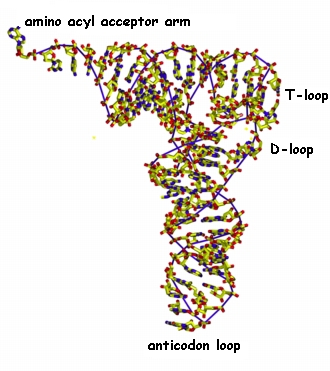 amino acyl acceptor arm
T-loop
D-loop
anticodon loop